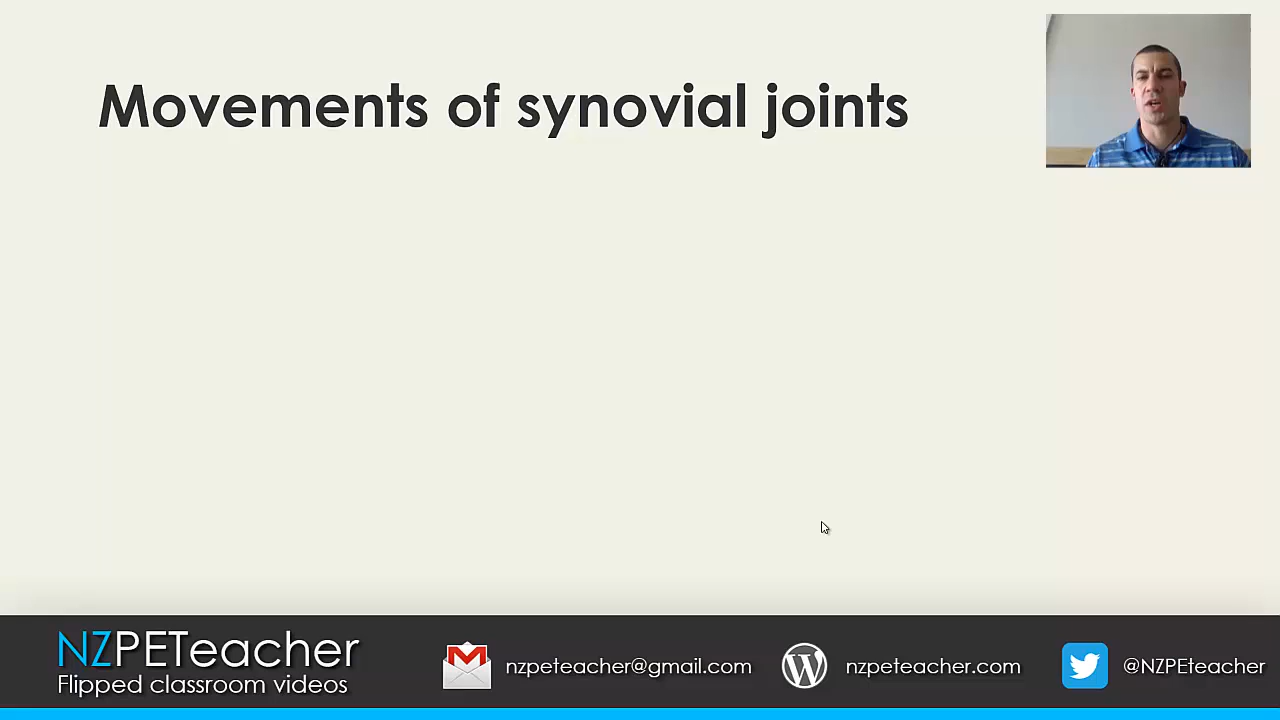 Movements of synovial joints
NZPETeacher
Flipped classroom videos
nzpeteacher@gmail.com
nzpeteacher.com
@NZPEteacher